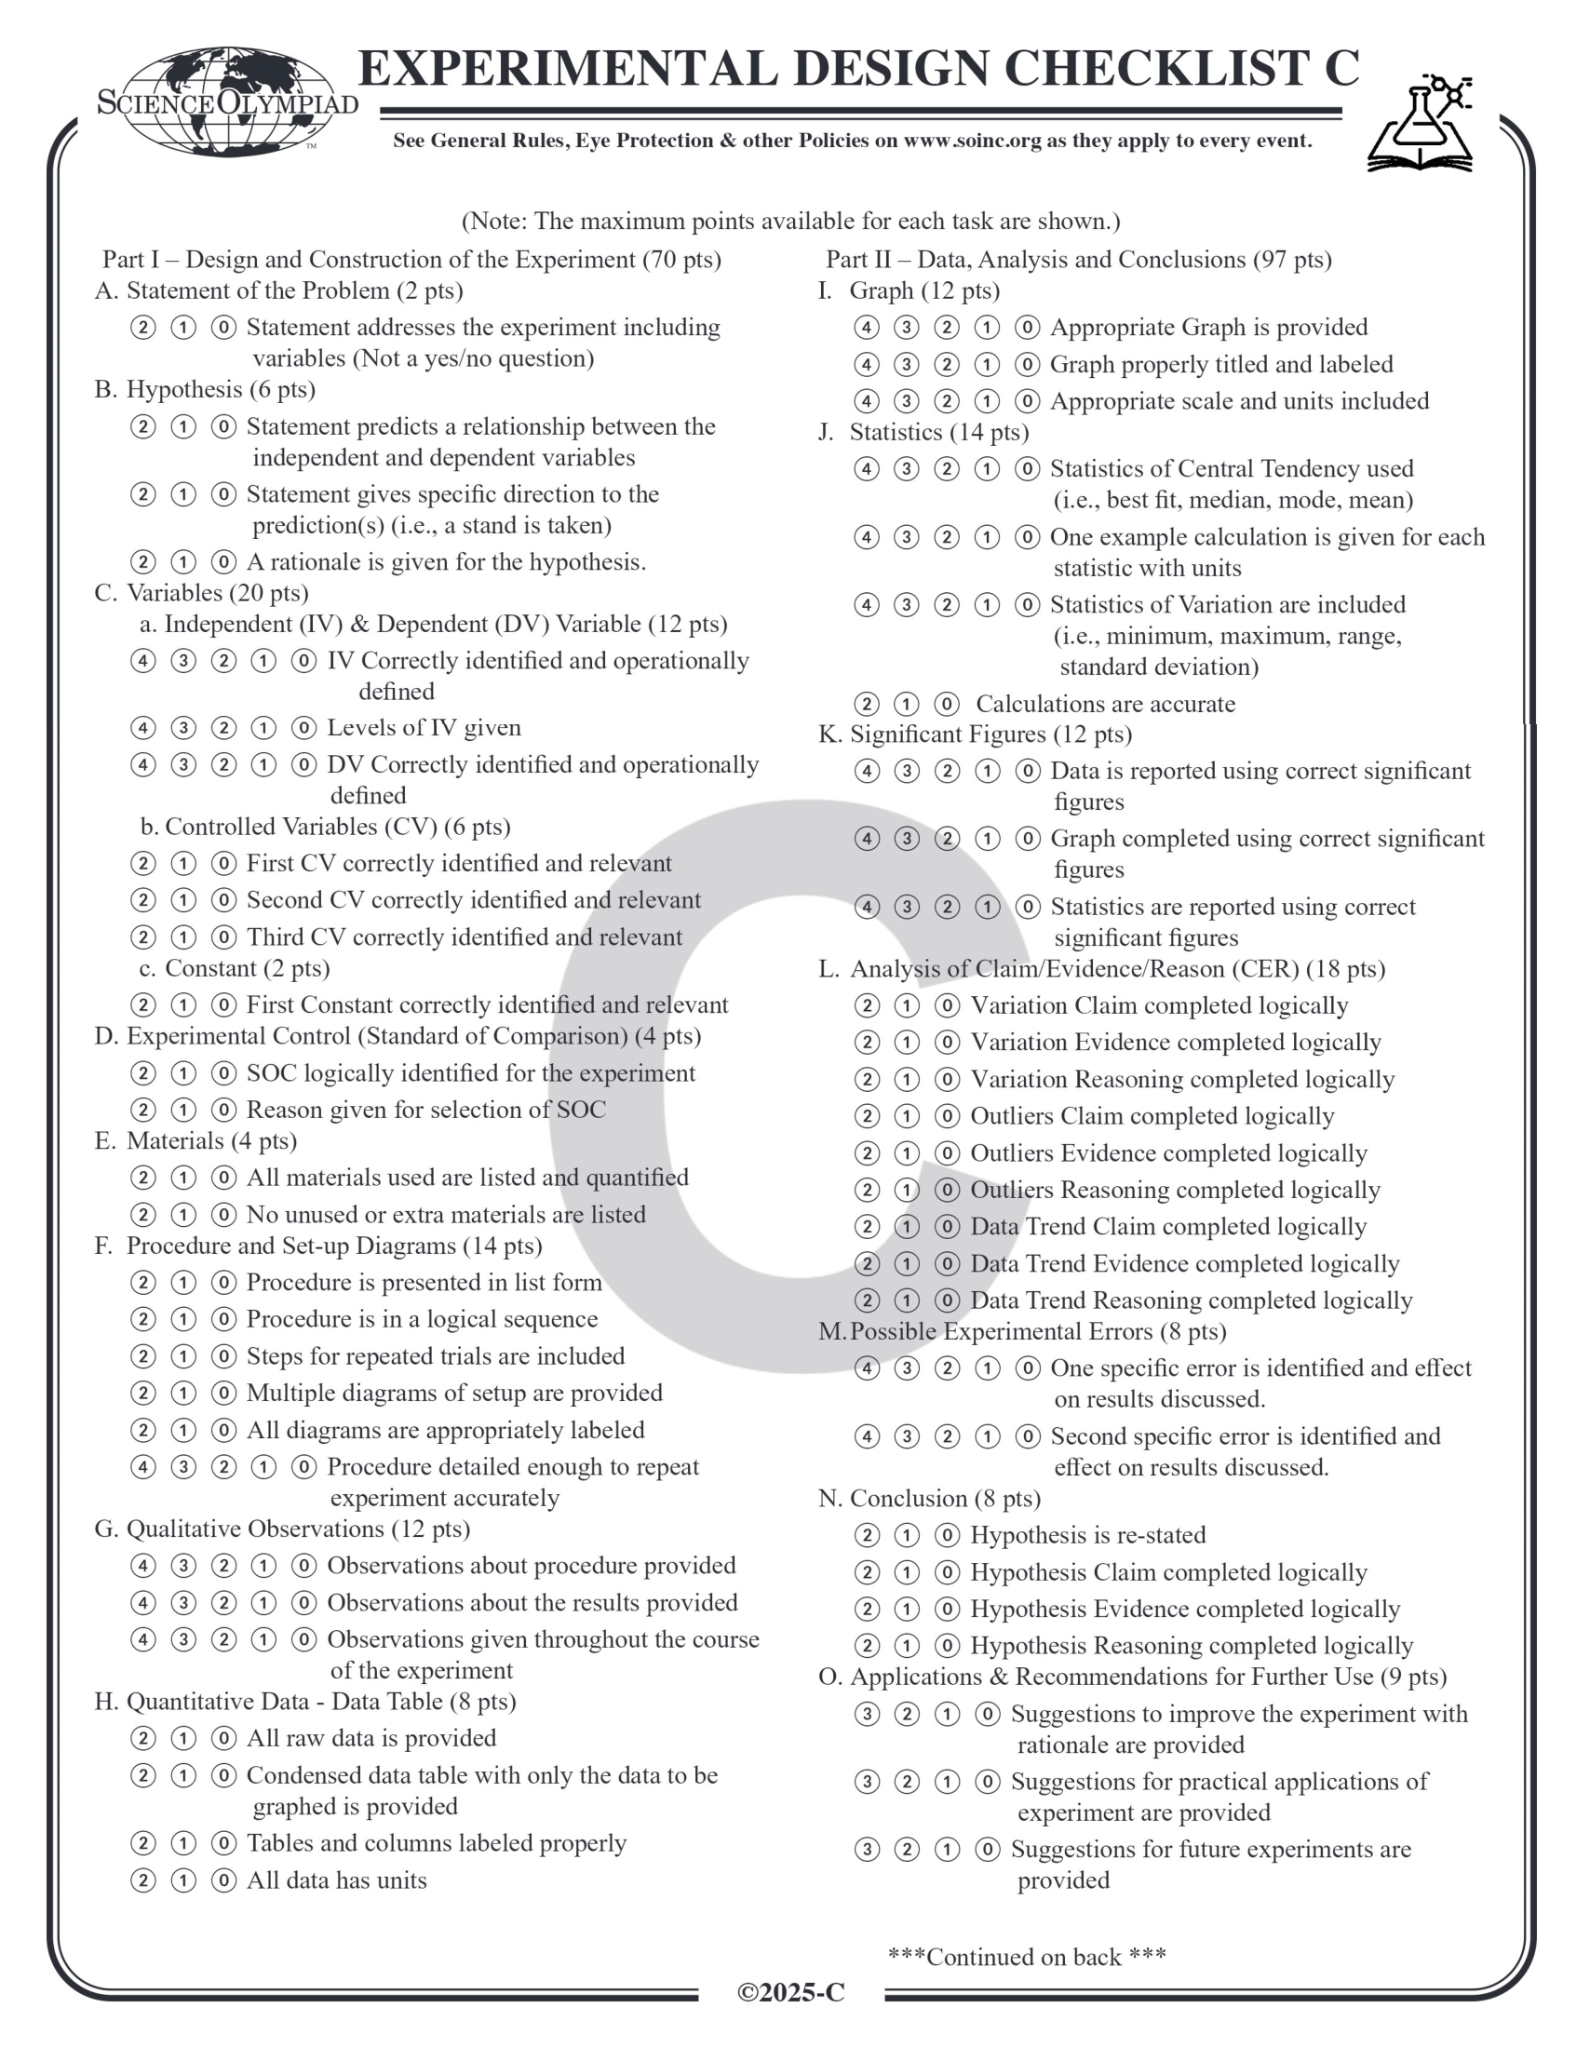 EXPERIMENTAL DESIGN CHECKLIST C
SCIENCE OLYMPIAD
TM
See General Rules, Eye Protection & other Policies on www.soinc.org as they apply to every event.
(Note: The maximum points available for each task are shown.)
Part I – Design and Construction of the Experiment (70 pts)
A. Statement of the Problem (2 pts)
② ① ⓪ Statement addresses the experiment including
variables (Not a yes/no question)
B. Hypothesis (6 pts)
② ① ⓪ Statement predicts a relationship between the
independent and dependent variables
② ① ⓪ Statement gives specific direction to the
prediction(s) (i.e., a stand is taken)
② ① ⓪ A rationale is given for the hypothesis.
C. Variables (20 pts)
a. Independent (IV) & Dependent (DV) Variable (12 pts)
④ ③ ② ① ⓪ IV Correctly identified and operationally
defined
④ ③ ② ① ⓪ Levels of IV given
④ ③ ② ① ⓪ DV Correctly identified and operationally
defined
b. Controlled Variables (CV) (6 pts)
② ① ⓪ First CV correctly identified and relevant
② ① ⓪ Second CV correctly identified and relevant
② ① ⓪ Third CV correctly identified and relevant
c. Constant (2 pts)
② ① ⓪ First Constant correctly identified and relevant
D. Experimental Control (Standard of Comparison) (4 pts)
② ① ⓪ SOC logically identified for the experiment
② ① ⓪ Reason given for selection of SOC
E. Materials (4 pts)
② ① ⓪ All materials used are listed and quantified
② ① ⓪ No unused or extra materials are listed
F. Procedure and Set-up Diagrams (14 pts)
② ① ⓪ Procedure is presented in list form
② ① ⓪ Procedure is in a logical sequence
② ① ⓪ Steps for repeated trials are included
② ① ⓪ Multiple diagrams of setup are provided
② ① ⓪ All diagrams are appropriately labeled
④ ③ ② ① ⓪ Procedure detailed enough to repeat
experiment accurately
G. Qualitative Observations (12 pts)
④ ③ ② ① ⓪ Observations about procedure provided
④ ③ ② ① ⓪ Observations about the results provided
④ ③ ② ① ⓪ Observations given throughout the course
of the experiment
H. Quantitative Data - Data Table (8 pts)
② ① ⓪ All raw data is provided
② ① ⓪ Condensed data table with only the data to be
graphed is provided
② ① ⓪ Tables and columns labeled properly
② ① ⓪ All data has units
Part II – Data, Analysis and Conclusions (97 pts)
I. Graph (12 pts)
④ ③ ② ① ⓪ Appropriate Graph is provided
④ ③ ② ① ⓪ Graph properly titled and labeled
④ ③ ② ① ⓪ Appropriate scale and units included
J. Statistics (14 pts)
④ ③ ② ① ⓪ Statistics of Central Tendency used
(i.e., best fit, median, mode, mean)
④ ③ ② ① ⓪ One example calculation is given for each
statistic with units
④ ③ ② ① ⓪ Statistics of Variation are included
(i.e., minimum, maximum, range,
standard deviation)
② ① ⓪ Calculations are accurate
K. Significant Figures (12 pts)
④ ③ ② ① ⓪ Data is reported using correct significant
figures
④ ③ ② ① ⓪ Graph completed using correct significant
figures
④ ③ ② ① ⓪ Statistics are reported using correct
significant figures
L. Analysis of Claim/Evidence/Reason (CER) (18 pts)
② ① ⓪ Variation Claim completed logically
② ① ⓪ Variation Evidence completed logically
② ① ⓪ Variation Reasoning completed logically
② ① ⓪ Outliers Claim completed logically
② ① ⓪ Outliers Evidence completed logically
② ① ⓪ Outliers Reasoning completed logically
② ① ⓪ Data Trend Claim completed logically
② ① ⓪ Data Trend Evidence completed logically
② ① ⓪ Data Trend Reasoning completed logically
M. Possible Experimental Errors (8 pts)
④ ③ ② ① ⓪ One specific error is identified and effect
on results discussed.
④ ③ ② ① ⓪ Second specific error is identified and
effect on results discussed.
N. Conclusion (8 pts)
② ① ⓪ Hypothesis is re-stated
② ① ⓪ Hypothesis Claim completed logically
② ① ⓪ Hypothesis Evidence completed logically
② ① ⓪ Hypothesis Reasoning completed logically
O. Applications & Recommendations for Further Use (9 pts)
③ ② ① ⓪ Suggestions to improve the experiment with
rationale are provided
③ ② ① ⓪ Suggestions for practical applications of
experiment are provided
③ ② ① ⓪ Suggestions for future experiments are
provided
***Continued on back ***
©2025-C
C